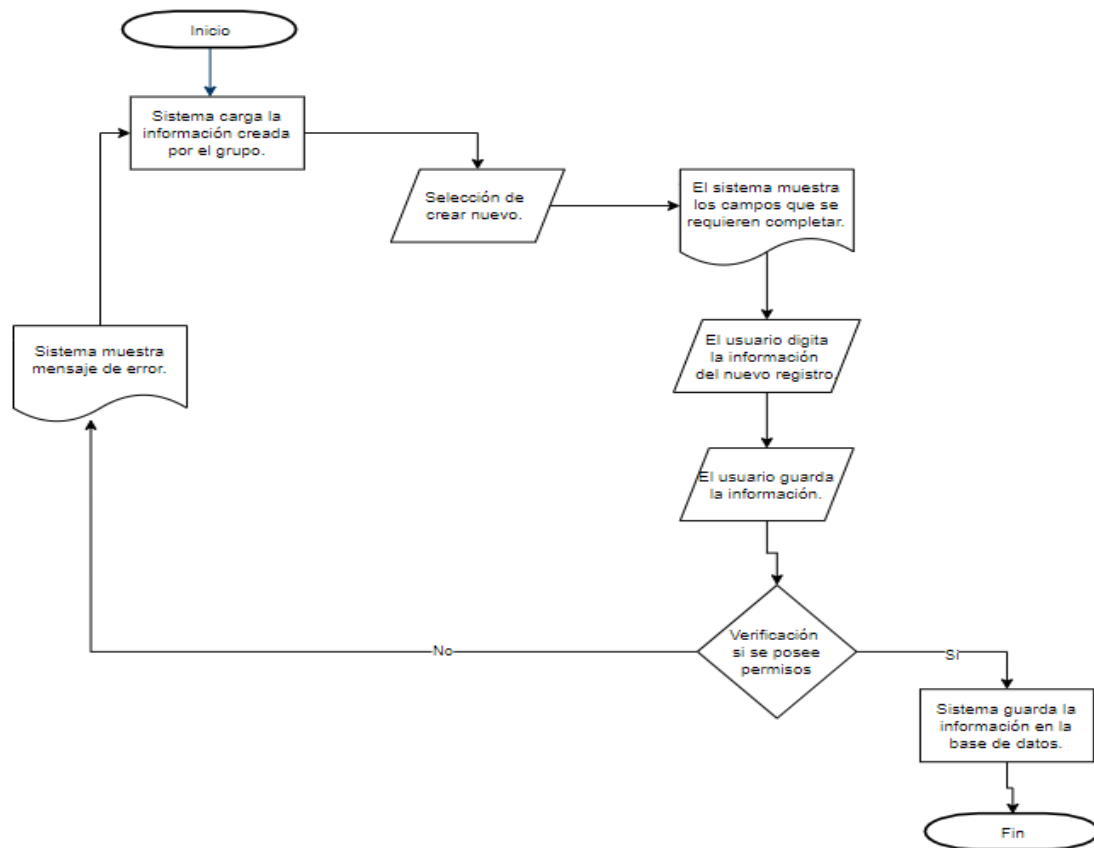 Inicio
Sistema carga la
información creada
por el grupo.
Selección de
crear nuevo.
El sistema muestra
los campos que se
requieren completar.
Sistema muestra
mensaje de error.
El usuario digita
la información
del nuevo registro.
El usuario guarda
la información.
Verificación
si se posee
permisos
No
Sí
Sistema guarda la
información en la
base de datos.
Fin